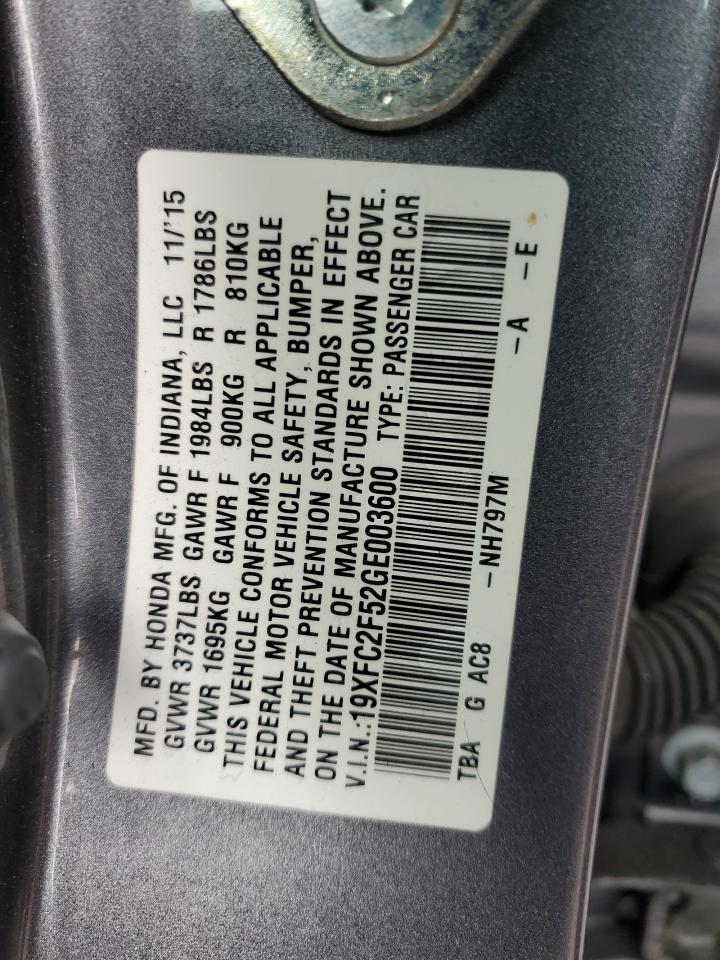 MFD. BY HONDA MFG. OF INDIANA, LLC 11/'15
GVWR 3737LBS GAWR F 1984LBS R 1786LBS
GVWR 1695KG GAWR F 900KG R 810KG
THIS VEHICLE CONFORMS TO ALL APPLICABLE
FEDERAL MOTOR VEHICLE SAFETY, BUMPER,
AND THEFT PREVENTION STANDARDS IN EFFECT
ON THE DATE OF MANUFACTURE SHOWN ABOVE.
V.I.N.:19XFC2F52GE003600 TYPE: PASSENGER CAR
TBA G AC8 -NH797M -A -E